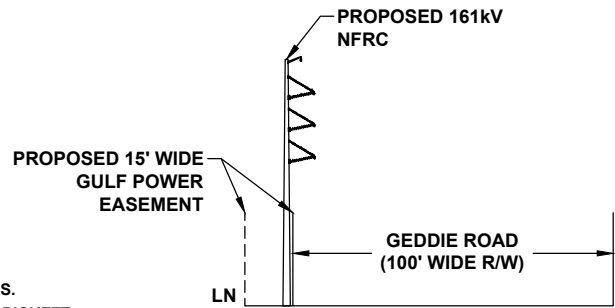 PROPOSED 161kV
NFRC
PROPOSED 15' WIDE
GULF POWER
EASEMENT
GEDDIE ROAD
(100' WIDE R/W)
S.
LN